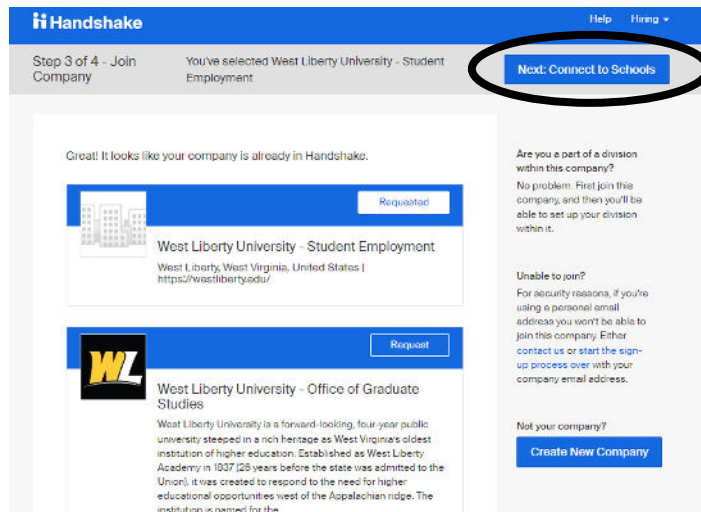 Handshake
Help Hiring
Step 3 of 4 - Join
Company
You've selected West Liberty University - Student
Employment
Next: Connect to Schools
Great! It looks like your company is already in Handshake.
Requested
West Liberty University - Student Employment
West Liberty, West Virginia, United States |
https://westliberty.edu/
WL
Request
West Liberty University - Office of Graduate
Studies
West Liberty University is a forward-looking, four-year public
university steeped in a rich heritage as West Virginia's oldest
institution of higher education. Established as West Liberty
Academy in 1837 (26 years before the state was admitted to the
Union), it was created to respond to the need for higher
educational opportunities west of the Appalachian ridge. The
institution is named for the
Are you a part of a division
within this company?
No problem. First join this
company, and then you'll be
able to set up your division
within it.
Unable to join?
For security reasons, if you're
using a personal email
address you won't be able to
join this company. Either
contact us or start the sign-
up process over with your
company email address.
Not your company?
Create New Company